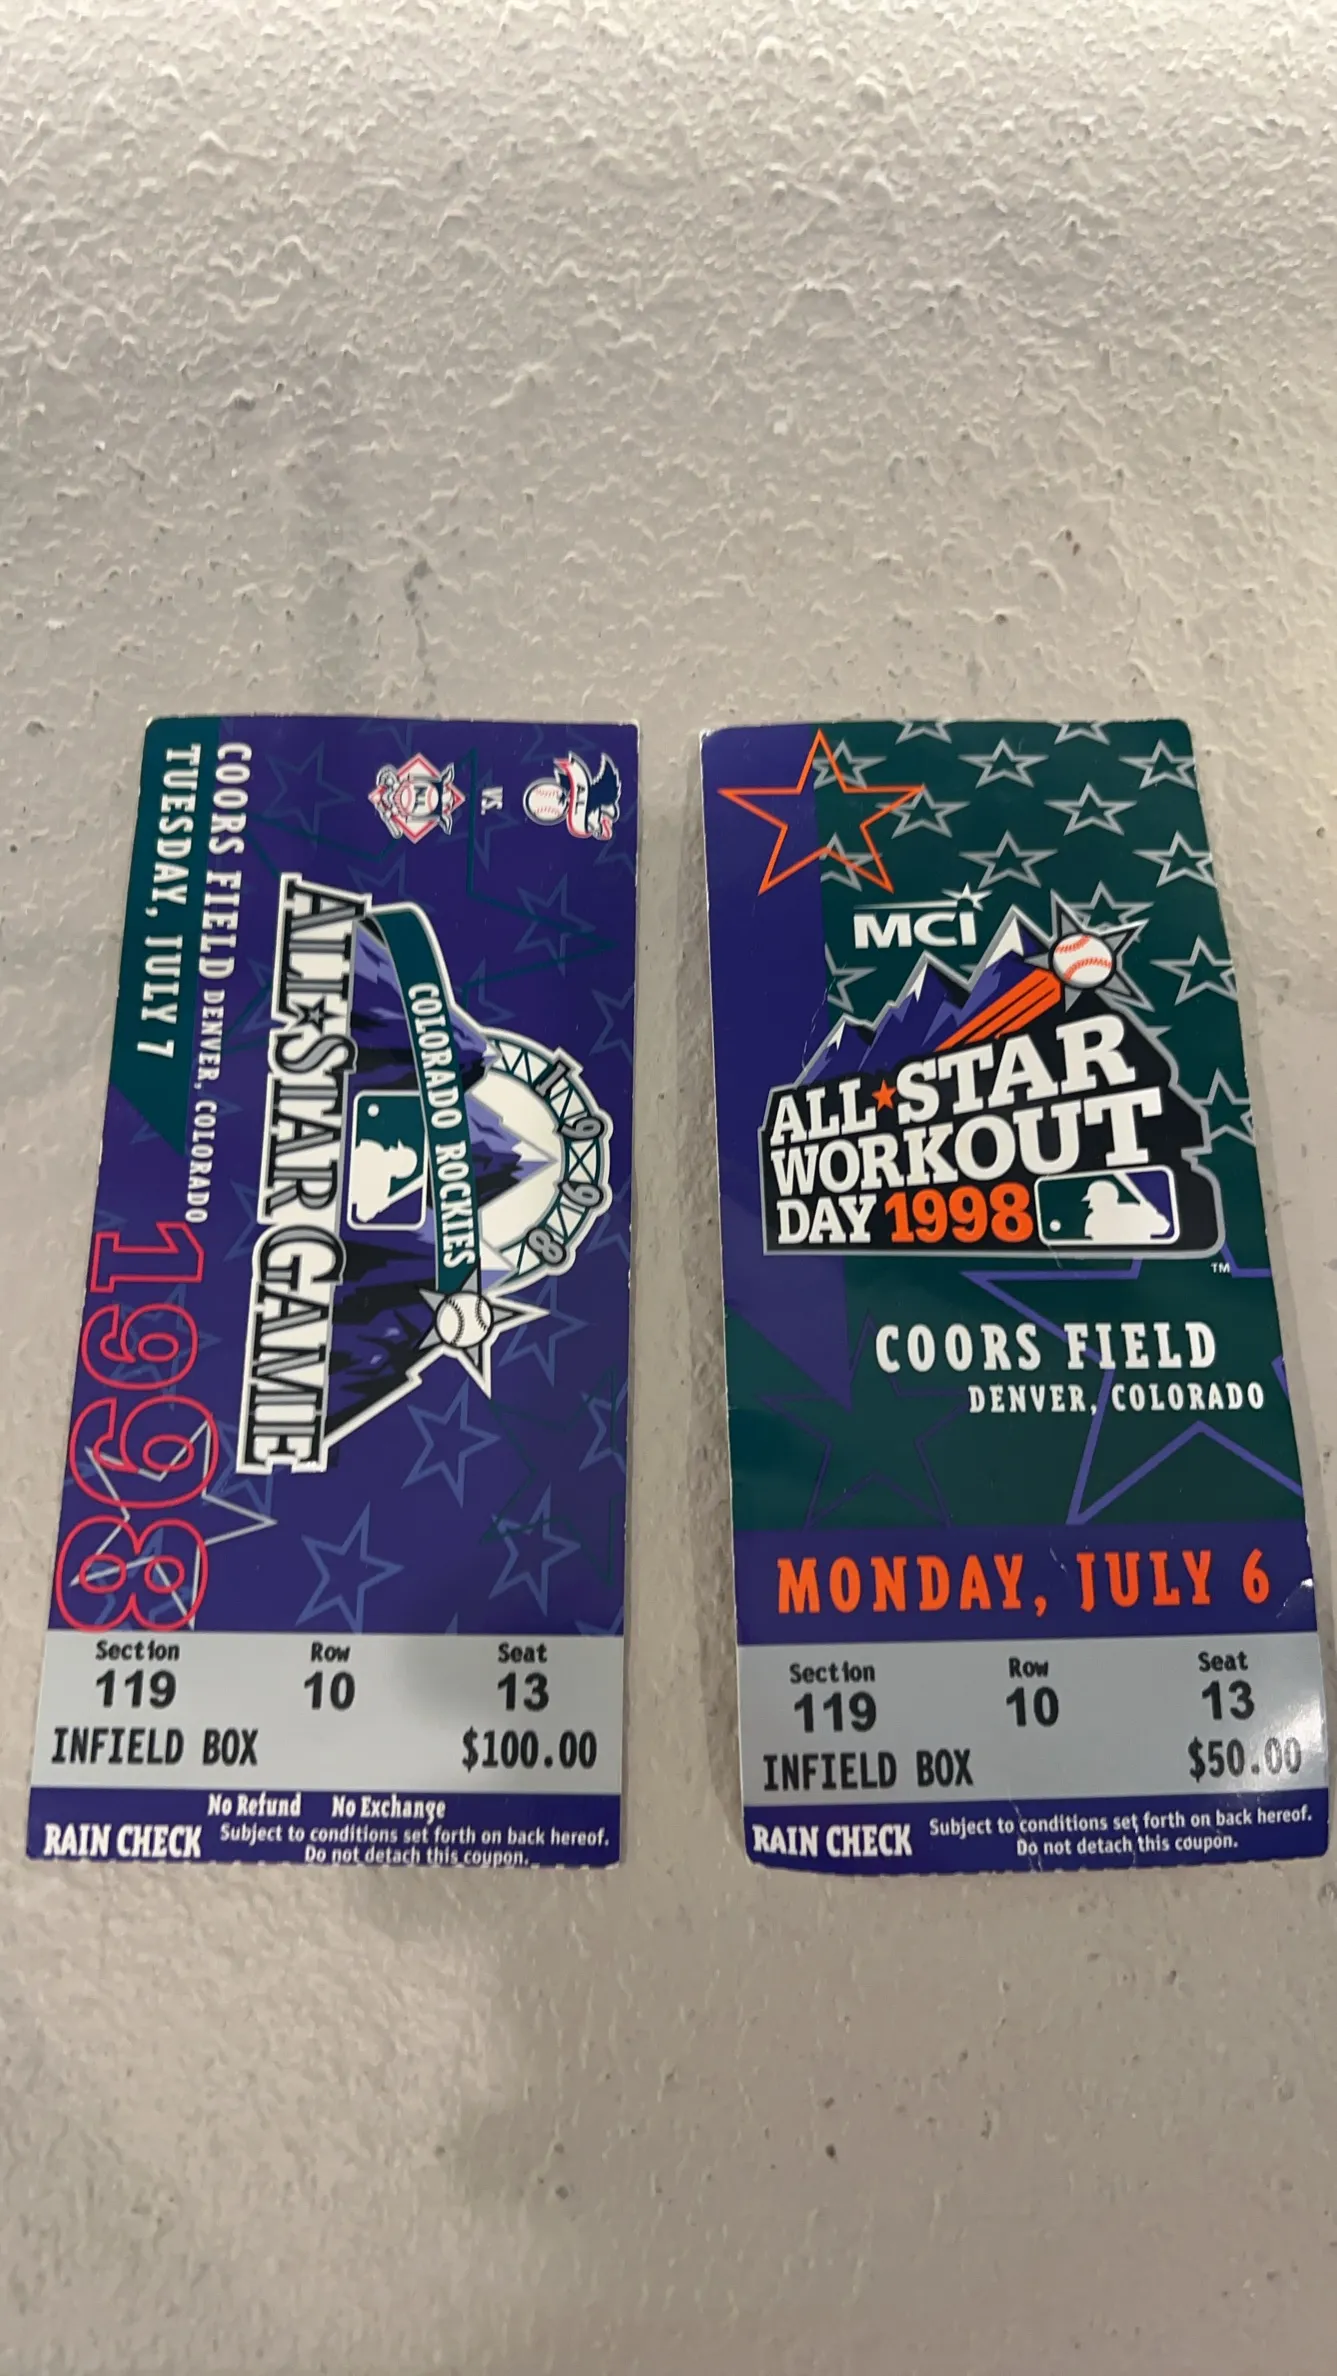 COORS FIELD DENVER, COLORADO
TUESDAY, JULY 7
1998
N.L.
VS.
A.L.
1998
COLORADO ROCKIES
ALL STAR GAME
Section Row Seat
119 10 13
INFIELD BOX $100.00
No Refund No Exchange
RAIN CHECK Subject to conditions set forth on back hereof.
Do not detach this coupon.
MCI
ALL STAR
WORKOUT
DAY 1998
TM
COORS FIELD
DENVER, COLORADO
MONDAY, JULY 6
Section Row Seat
119 10 13
INFIELD BOX $50.00
RAIN CHECK Subject to conditions set forth on back hereof.
Do not detach this coupon.